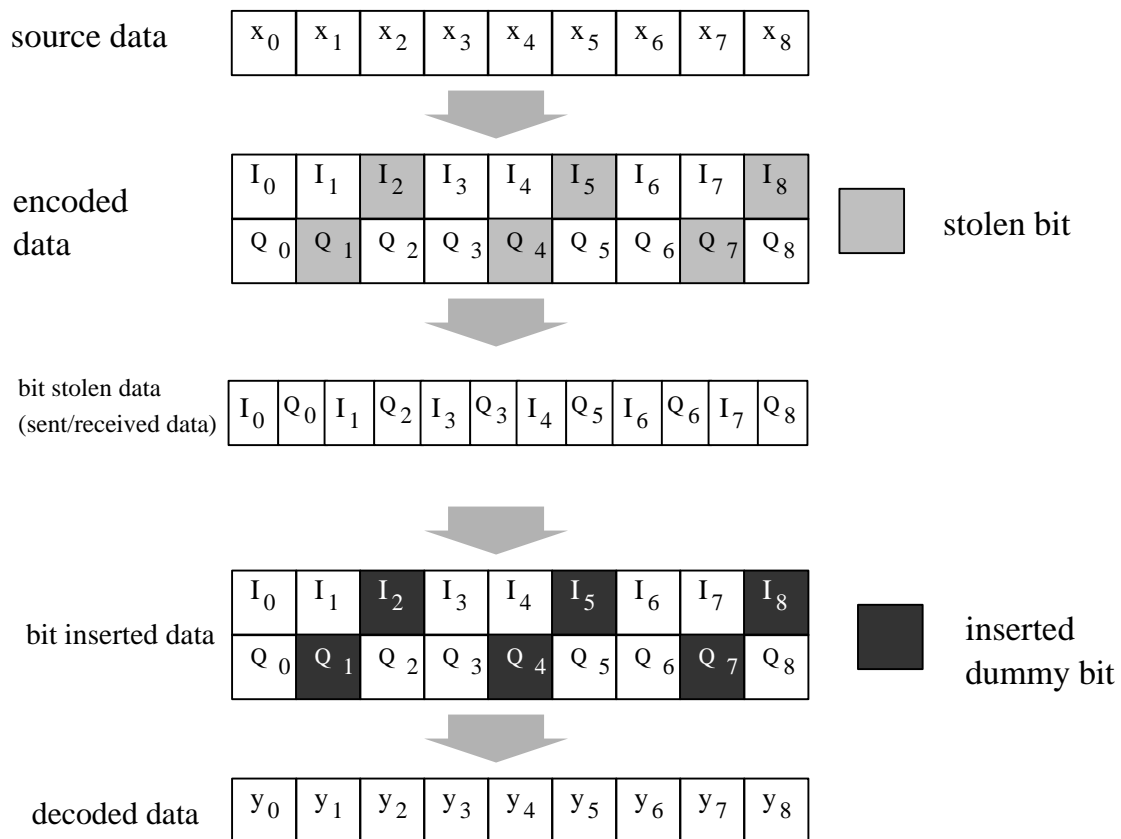 source data
x0 x1 x2 x3 x4 x5 x6 x7 x8
encoded
data
I0 I1 I2 I3 I4 I5 I6 I7 I8
Q0 Q1 Q2 Q3 Q4 Q5 Q6 Q7 Q8
stolen bit
bit stolen data
(sent/received data)
I0 Q0 I1 Q2 I3 Q3 I4 Q5 I6 Q6 I7 Q8
bit inserted data
I0 I1 I2 I3 I4 I5 I6 I7 I8
Q0 Q1 Q2 Q3 Q4 Q5 Q6 Q7 Q8
inserted
dummy bit
decoded data
y0 y1 y2 y3 y4 y5 y6 y7 y8